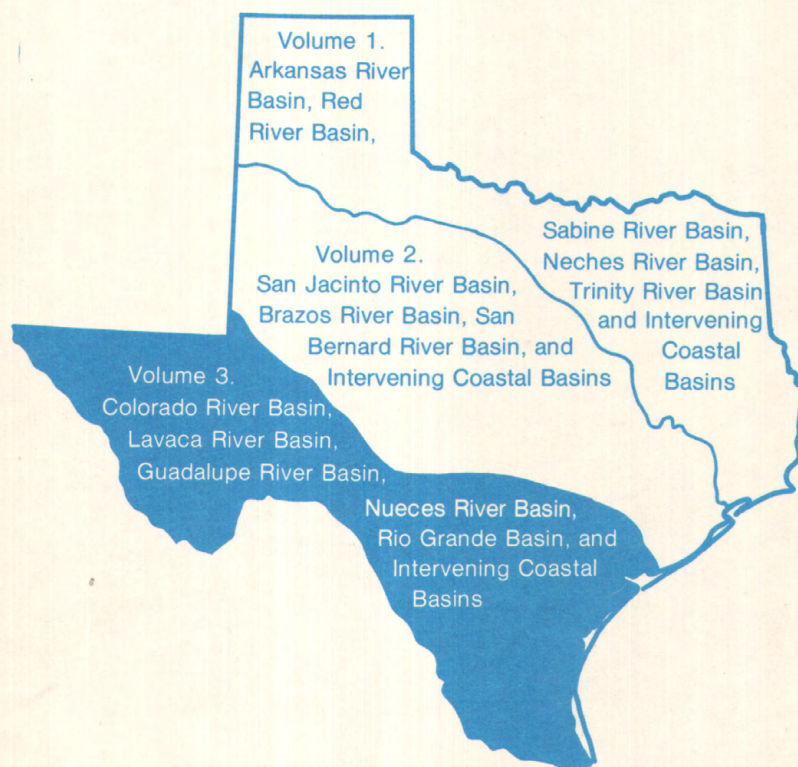 Volume 1.
Arkansas River
Basin, Red
River Basin,
Sabine River Basin,
Neches River Basin,
Trinity River Basin
and Intervening
Coastal
Basins
Volume 2.
San Jacinto River Basin,
Brazos River Basin, San
Bernard River Basin, and
Intervening Coastal Basins
Volume 3.
Colorado River Basin,
Lavaca River Basin,
Guadalupe River Basin,
Nueces River Basin,
Rio Grande Basin, and
Intervening Coastal
Basins